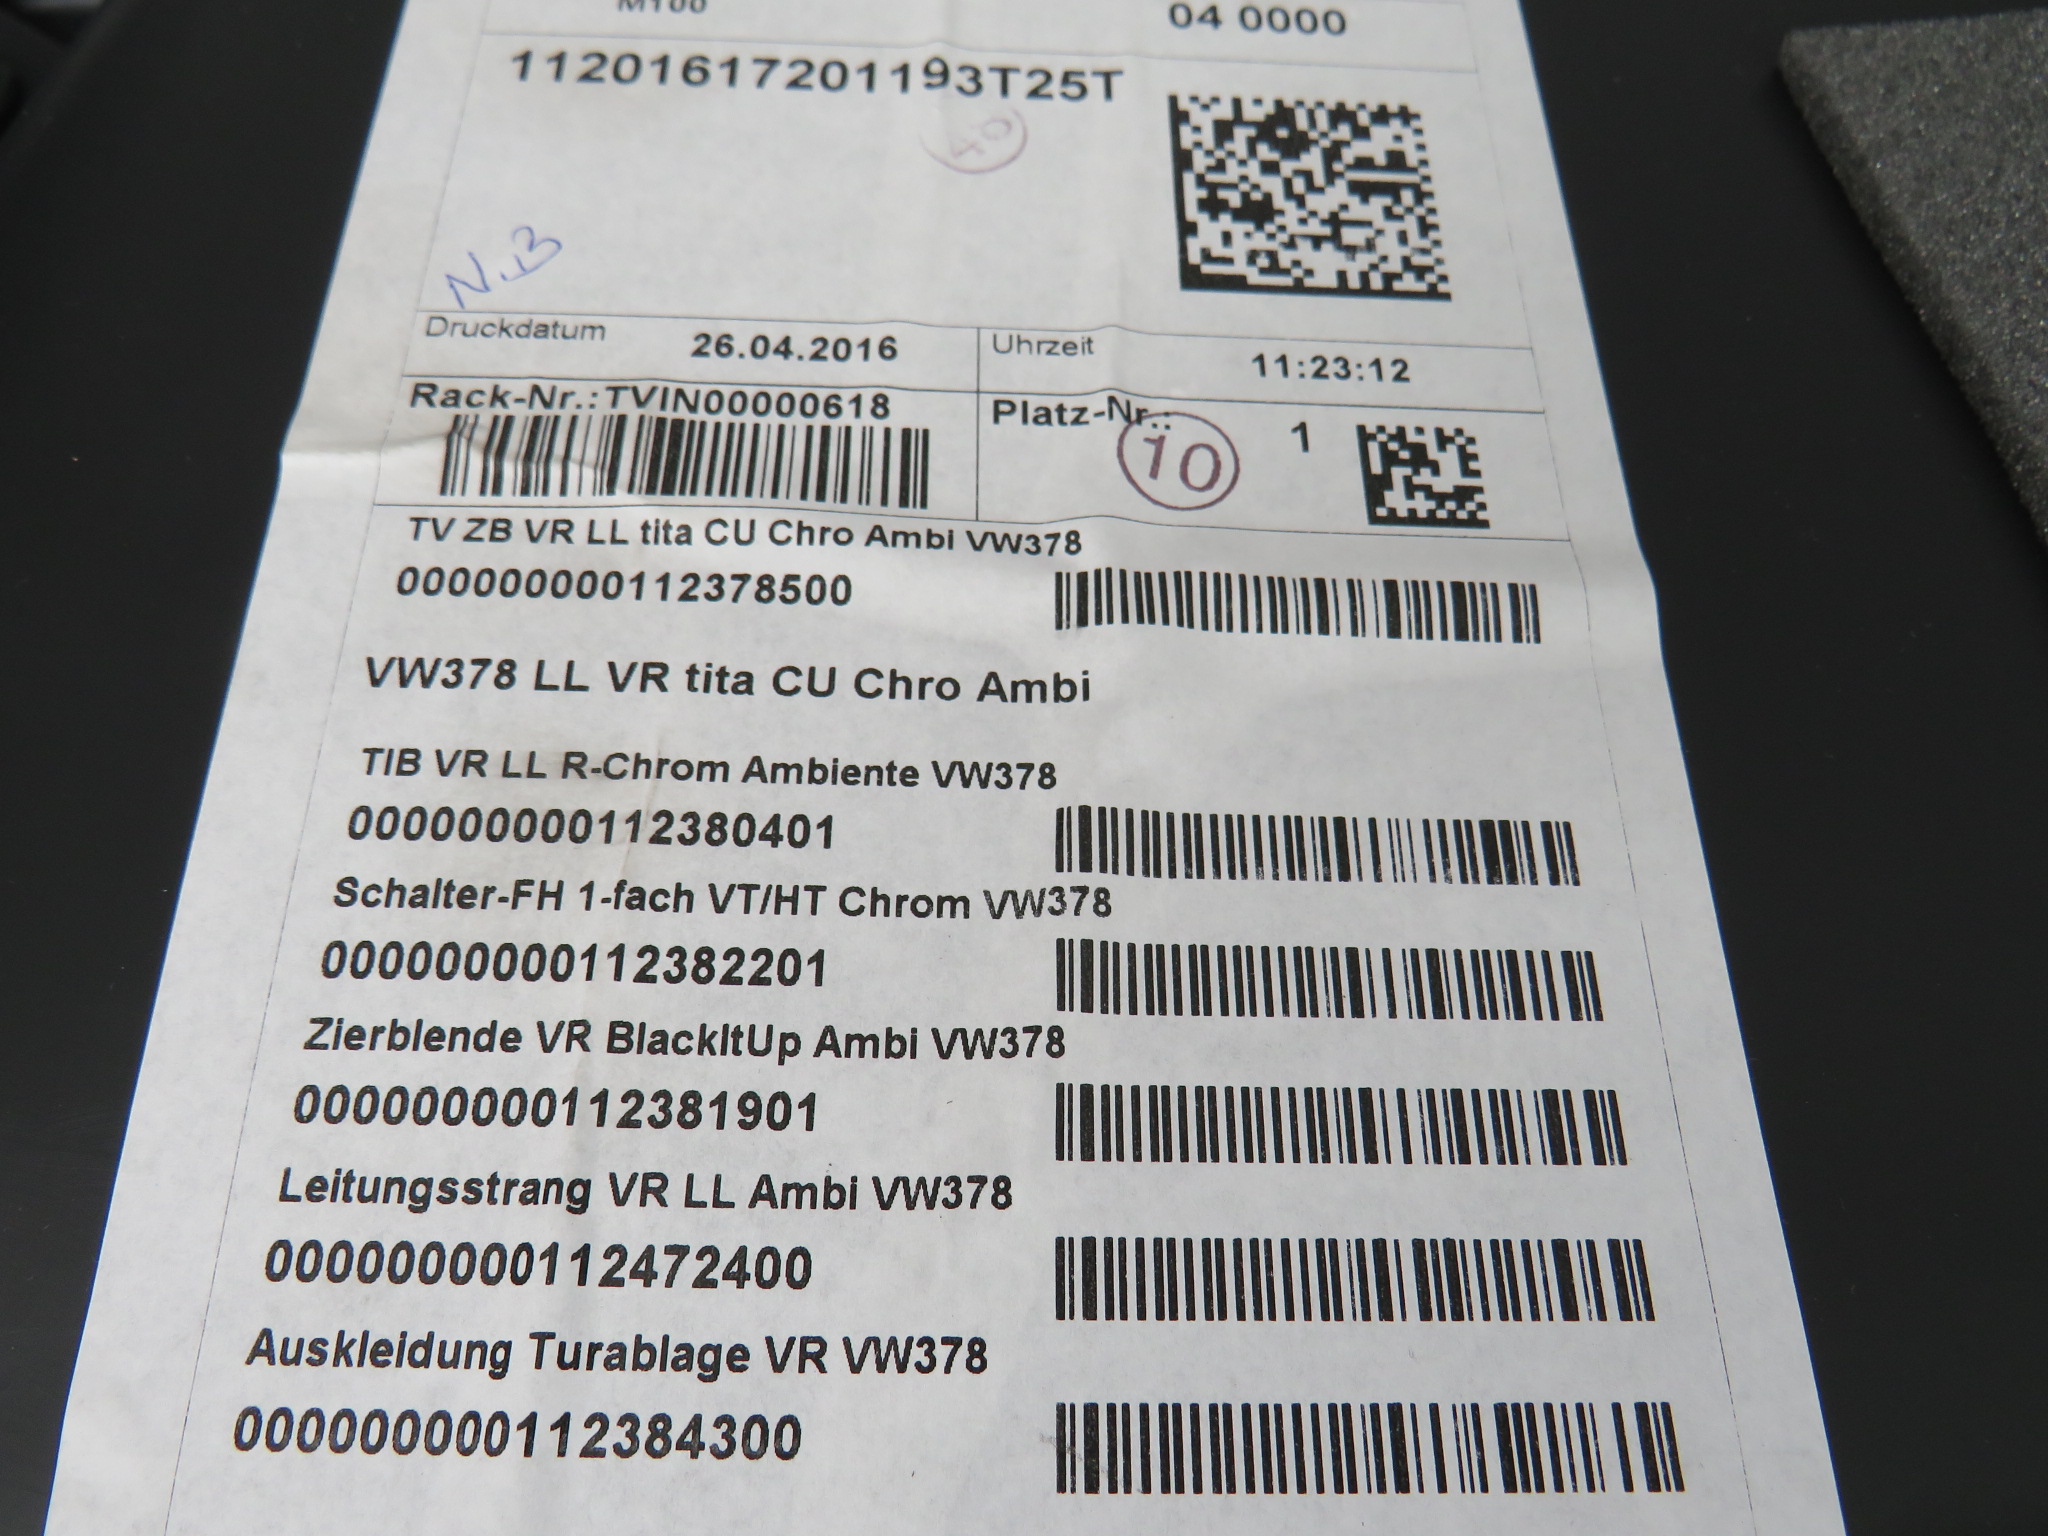 M100 04 0000
11201617201193T25T
40
N.B
Druckdatum 26.04.2016 Uhrzeit 11:23:12
Rack-Nr.:TVIN00000618 Platz-Nr.: 1
10
TV ZB VR LL tita CU Chro Ambi VW378
000000000112378500
VW378 LL VR tita CU Chro Ambi
TIB VR LL R-Chrom Ambiente VW378
000000000112380401
Schalter-FH 1-fach VT/HT Chrom VW378
000000000112382201
Zierblende VR BlackItUp Ambi VW378
000000000112381901
Leitungsstrang VR LL Ambi VW378
000000000112472400
Auskleidung Turablage VR VW378
000000000112384300